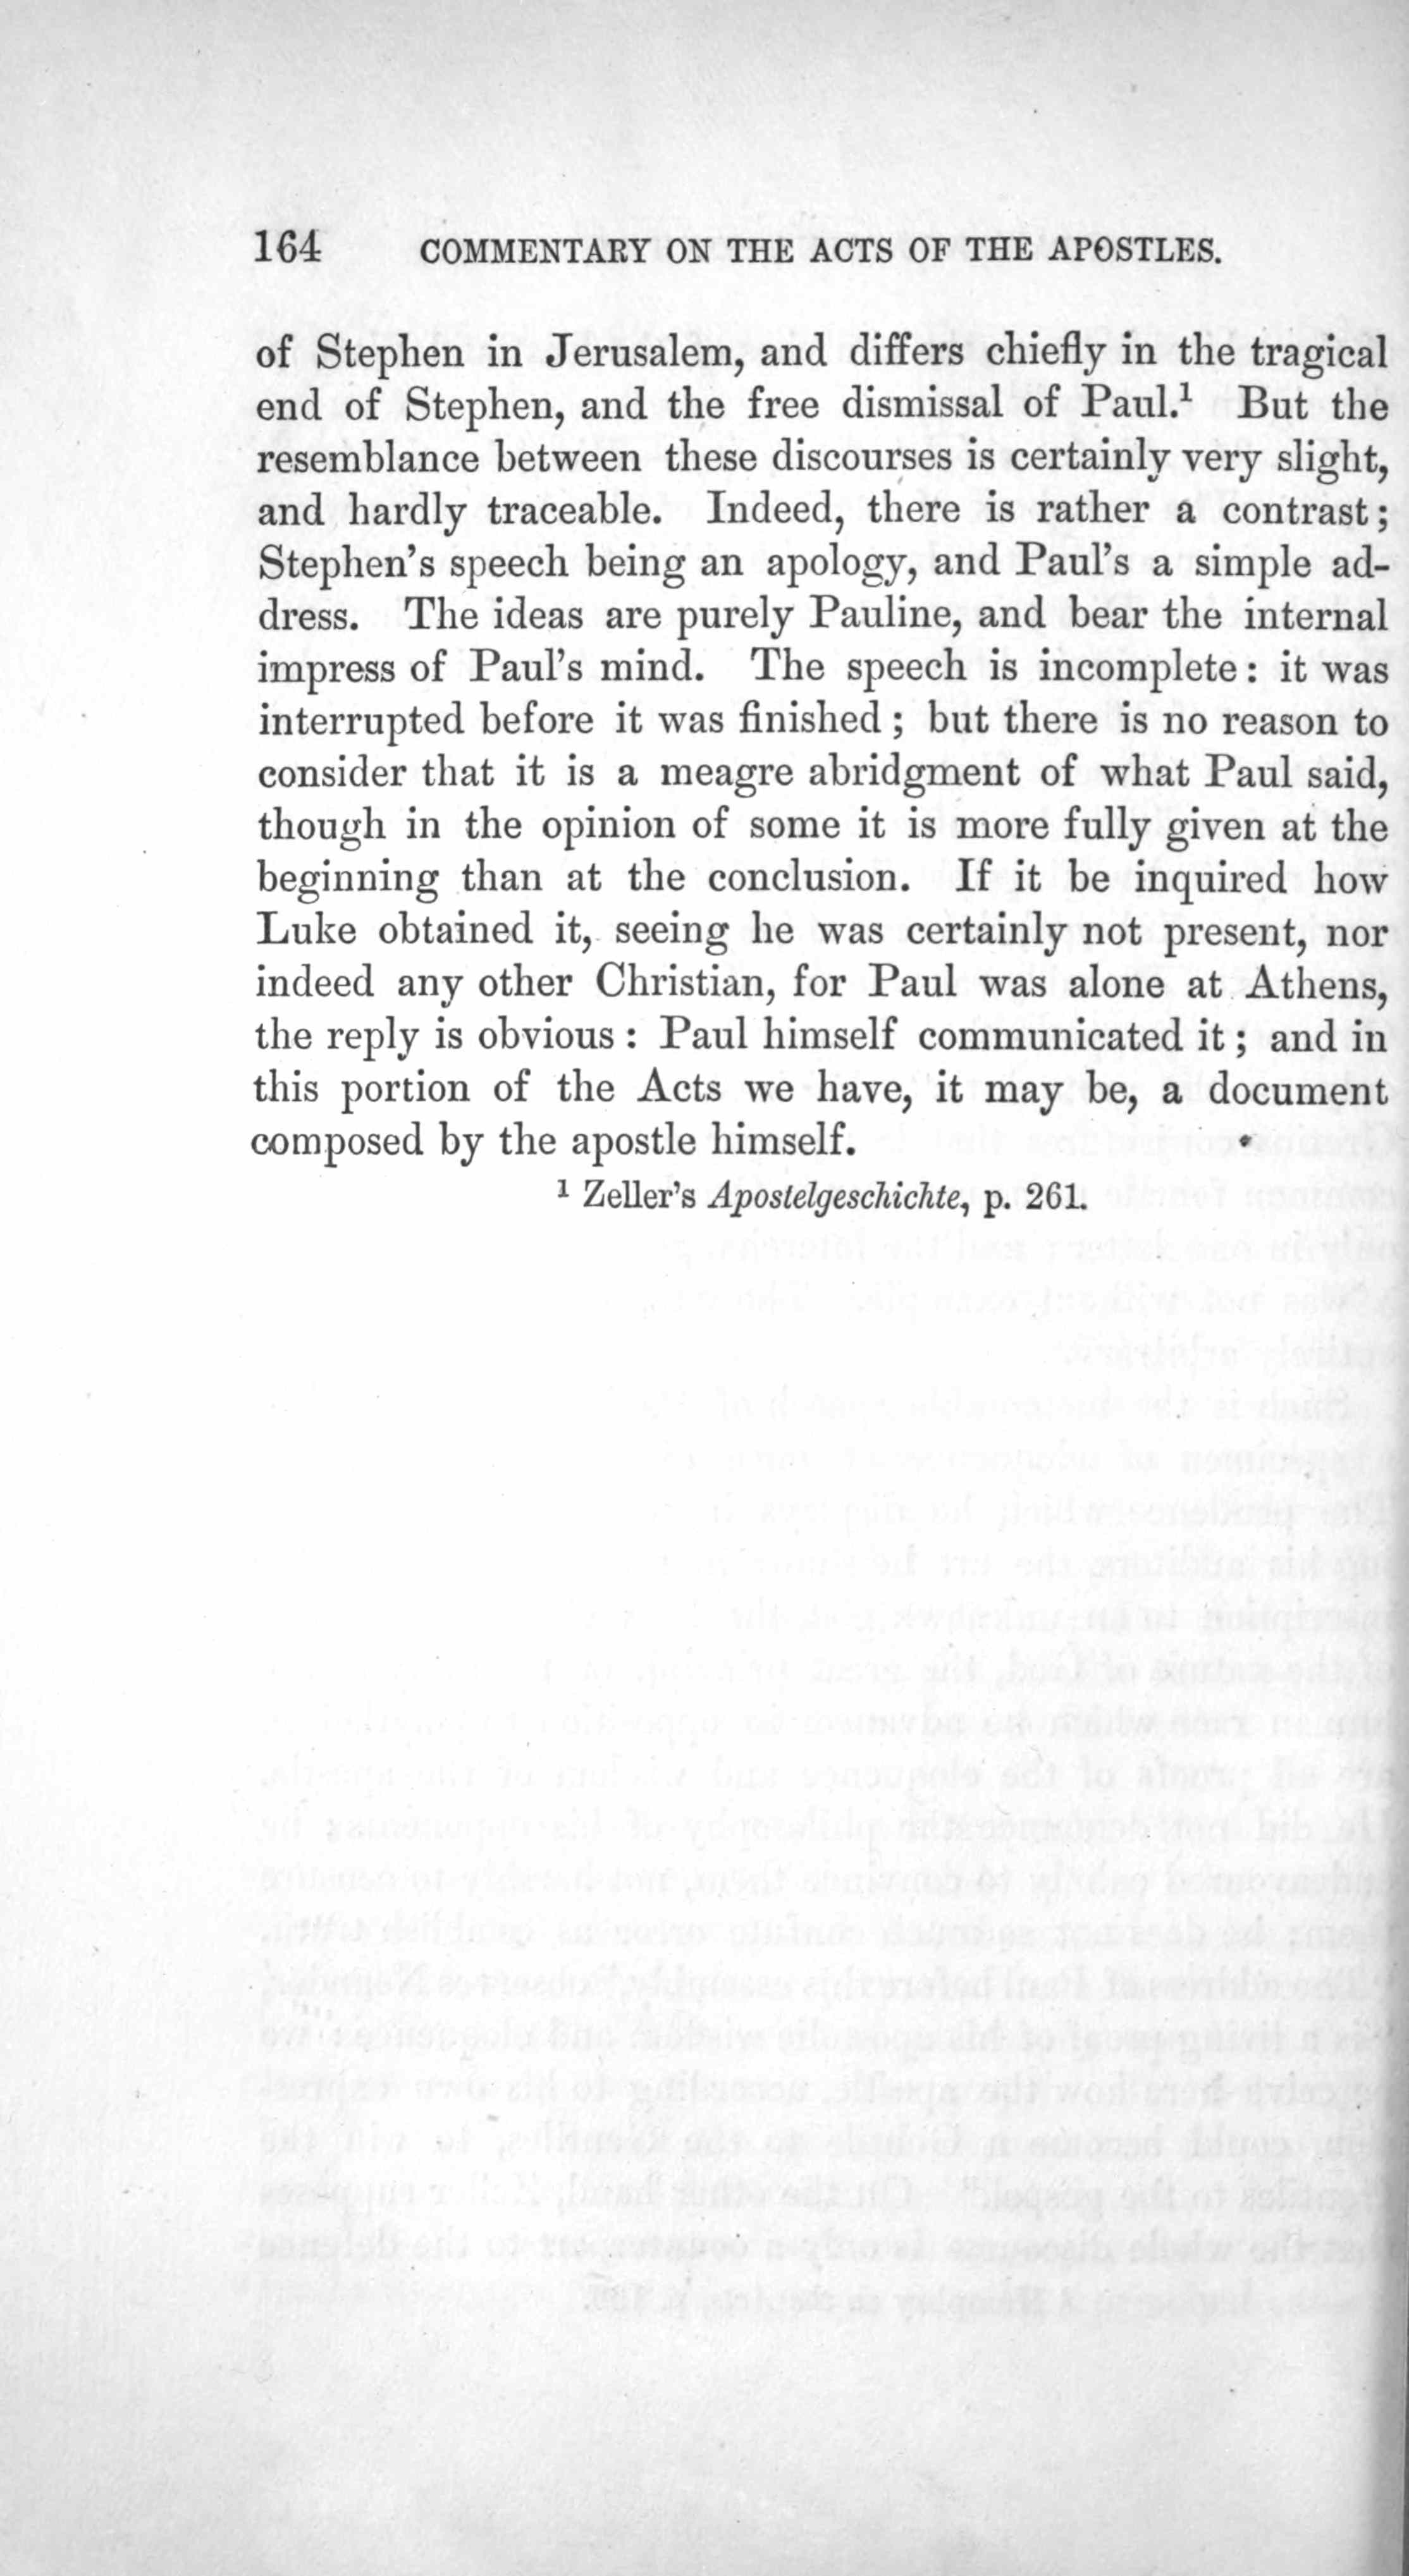 164 COMMENTARY ON THE ACTS OF THE APOSTLES.
of Stephen in Jerusalem, and differs chiefly in the tragical
end of Stephen, and the free dismissal of Paul.¹ But the
resemblance between these discourses is certainly very slight,
and hardly traceable. Indeed, there is rather a contrast;
Stephen's speech being an apology, and Paul's a simple ad-
dress. The ideas are purely Pauline, and bear the internal
impress of Paul's mind. The speech is incomplete: it was
interrupted before it was finished; but there is no reason to
consider that it is a meagre abridgment of what Paul said,
though in the opinion of some it is more fully given at the
beginning than at the conclusion. If it be inquired how
Luke obtained it, seeing he was certainly not present, nor
indeed any other Christian, for Paul was alone at Athens,
the reply is obvious: Paul himself communicated it; and in
this portion of the Acts we have, it may be, a document
composed by the apostle himself.
¹ Zeller's Apostelgeschichte, p. 261.